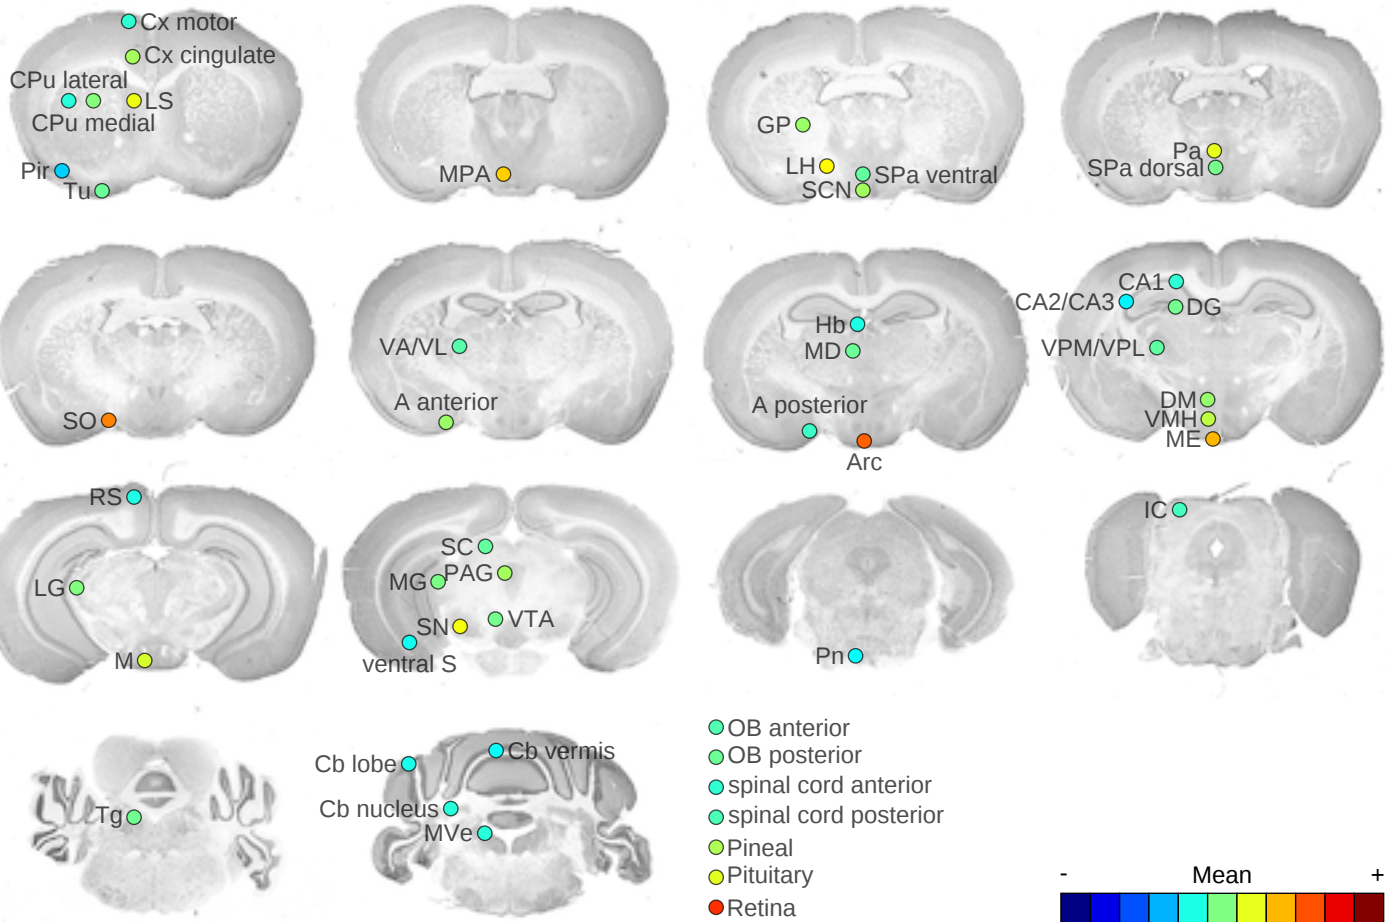 Cx motor
Cx cingulate
CPu lateral
LS
CPu medial
Pir
Tu
MPA
GP
LH
SPa ventral
SCN
Pa
SPa dorsal
SO
VA/VL
A anterior
Hb
MD
A posterior
Arc
CA1
CA2/CA3
DG
VPM/VPL
DM
VMH
ME
RS
LG
M
SC
PAG
MG
SN
VTA
ventral S
Pn
IC
Tg
Cb lobe
Cb vermis
Cb nucleus
MVe
OB anterior
OB posterior
spinal cord anterior
spinal cord posterior
Pineal
Pituitary
Retina
- Mean +